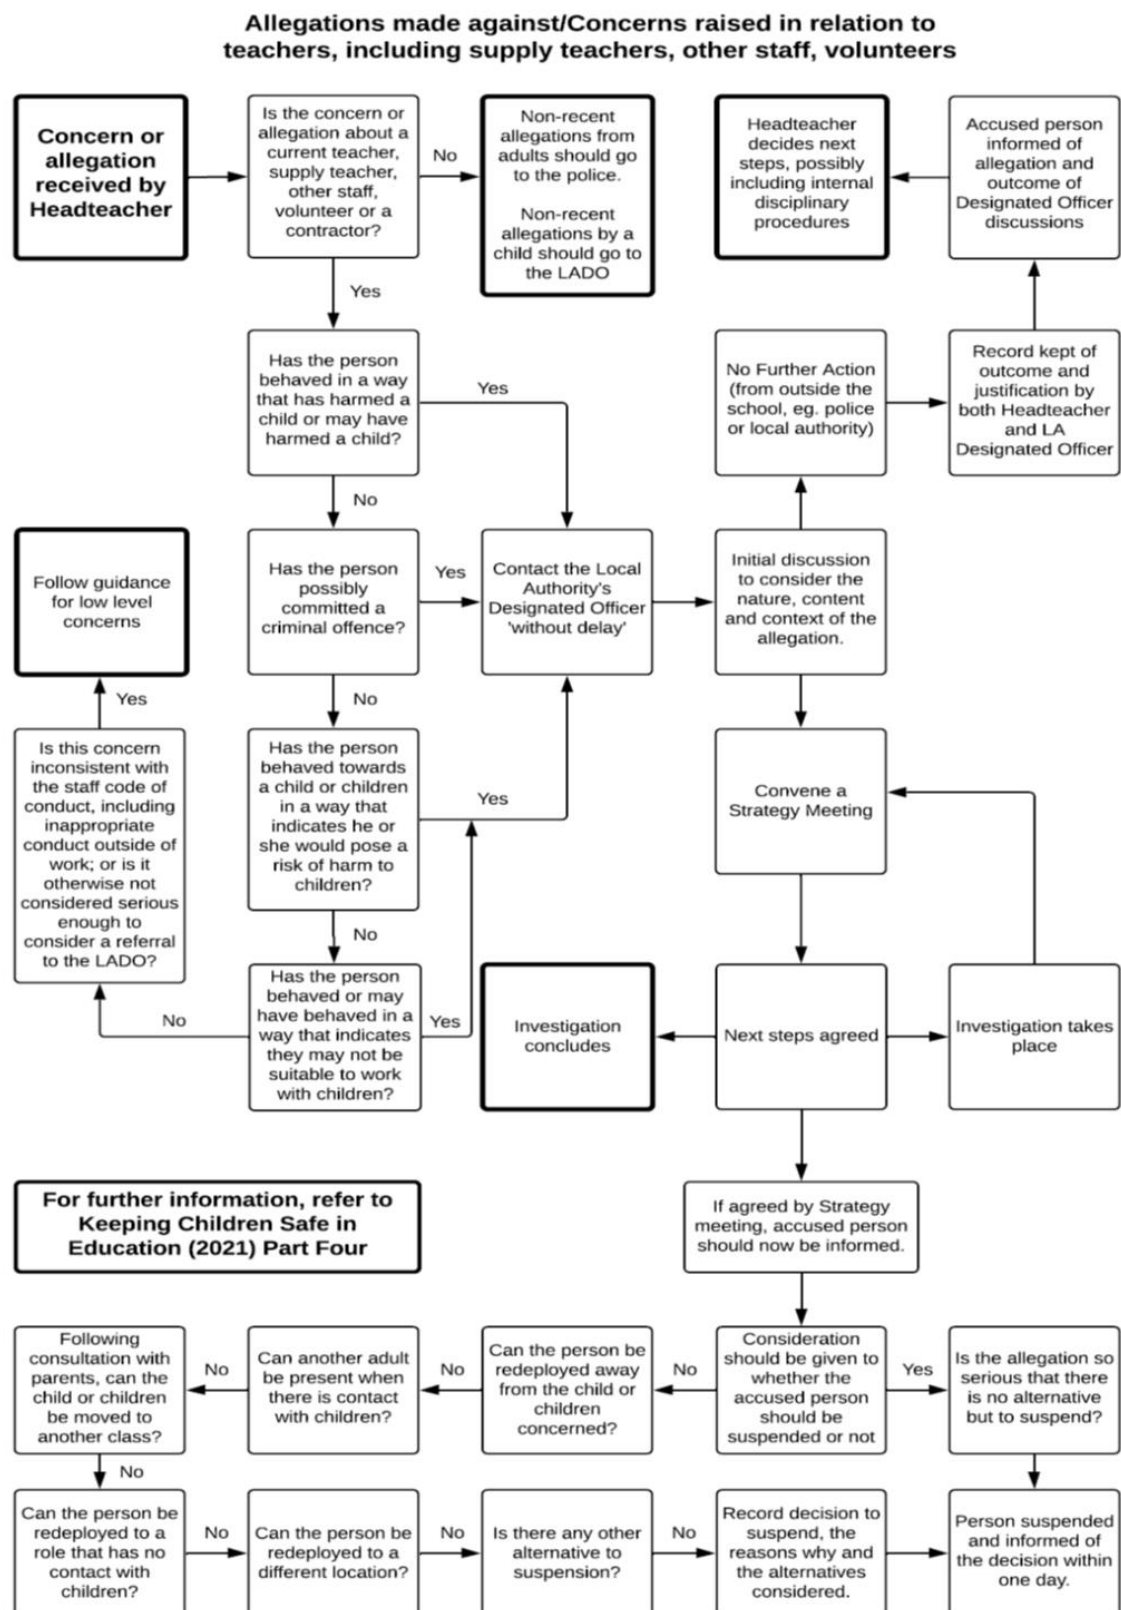 Allegations made against/Concerns raised in relation to
teachers, including supply teachers, other staff, volunteers
Concern or
allegation
received by
Headteacher
Is the concern or
allegation about a
current teacher,
supply teacher,
other staff,
volunteer or a
contractor?
No
Non-recent
allegations from
adults should go
to the police.
Non-recent
allegations by a
child should go to
the LADO
Headteacher
decides next
steps, possibly
including internal
disciplinary
procedures
Accused person
informed of
allegation and
outcome of
Designated Officer
discussions
Yes
Has the person
behaved in a way
that has harmed a
child or may have
harmed a child?
Yes
No Further Action
(from outside the
school, eg. police
or local authority)
Record kept of
outcome and
justification by
both Headteacher
and LA
Designated Officer
No
Follow guidance
for low level
concerns
Has the person
possibly
committed a
criminal offence?
Yes
Contact the Local
Authority's
Designated Officer
'without delay'
Initial discussion
to consider the
nature, content
and context of the
allegation.
Yes
No
Is this concern
inconsistent with
the staff code of
conduct, including
inappropriate
conduct outside of
work; or is it
otherwise not
considered serious
enough to
consider a referral
to the LADO?
Has the person
behaved towards
a child or children
in a way that
indicates he or
she would pose a
risk of harm to
children?
Yes
Convene a
Strategy Meeting
No
No
Has the person
behaved or may
have behaved in a
way that indicates
they may not be
suitable to work
with children?
Yes
Investigation
concludes
Next steps agreed
Investigation takes
place
For further information, refer to
Keeping Children Safe in
Education (2021) Part Four
If agreed by Strategy
meeting, accused person
should now be informed.
Following
consultation with
parents, can the
child or children
be moved to
another class?
No
Can another adult
be present when
there is contact
with children?
No
Can the person be
redeployed away
from the child or
children
concerned?
No
Consideration
should be given to
whether the
accused person
should be
suspended or not
Yes
Is the allegation so
serious that there
is no alternative
but to suspend?
No
Can the person be
redeployed to a
role that has no
contact with
children?
No
Can the person be
redeployed to a
different location?
No
Is there any other
alternative to
suspension?
No
Record decision to
suspend, the
reasons why and
the alternatives
considered.
Person suspended
and informed of
the decision within
one day.